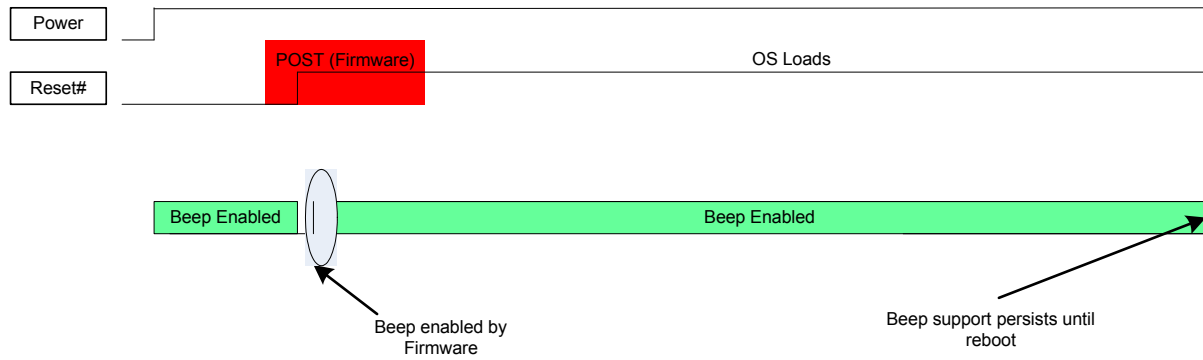 Power
POST (Firmware)
OS Loads
Reset#
Beep Enabled
Beep Enabled
Beep enabled by
Firmware
Beep support persists until
reboot